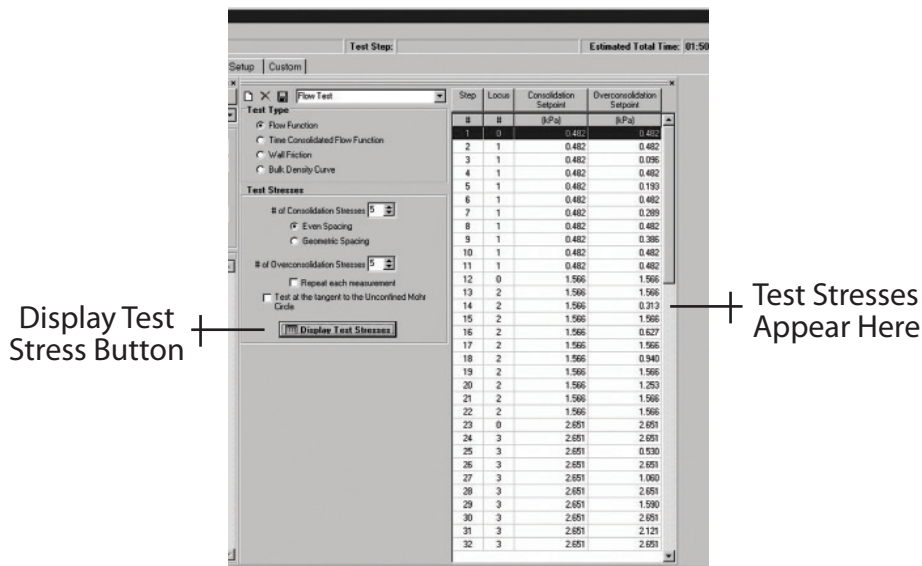 Test Step:
Estimated Total Time: 01:50
Setup Custom
Flow Test
Test Type
Flow Function
Time Consolidated Flow Function
Wall Friction
Bulk Density Curve
Test Stresses
# of Consolidation Stresses 5
Even Spacing
Geometric Spacing
# of Overconsolidation Stresses 5
Repeat each measurement
Test at the tangent to the Unconfined Mohr
Circle
Display Test Stresses
Display Test
Stress Button
Step Locus Consolidation Setpoint Overconsolidation Setpoint
# # (kPa) (kPa)
1 0 0.482 0.482
2 1 0.482 0.482
3 1 0.482 0.096
4 1 0.482 0.482
5 1 0.482 0.193
6 1 0.482 0.482
7 1 0.482 0.289
8 1 0.482 0.482
9 1 0.482 0.386
10 1 0.482 0.482
11 1 0.482 0.482
12 0 1.566 1.566
13 2 1.566 1.566
14 2 1.566 0.313
15 2 1.566 1.566
16 2 1.566 0.627
17 2 1.566 1.566
18 2 1.566 0.940
19 2 1.566 1.566
20 2 1.566 1.253
21 2 1.566 1.566
22 2 1.566 1.566
23 0 2.651 2.651
24 3 2.651 2.651
25 3 2.651 0.530
26 3 2.651 2.651
27 3 2.651 1.060
28 3 2.651 2.651
29 3 2.651 1.590
30 3 2.651 2.651
31 3 2.651 2.121
32 3 2.651 2.651
Test Stresses
Appear Here